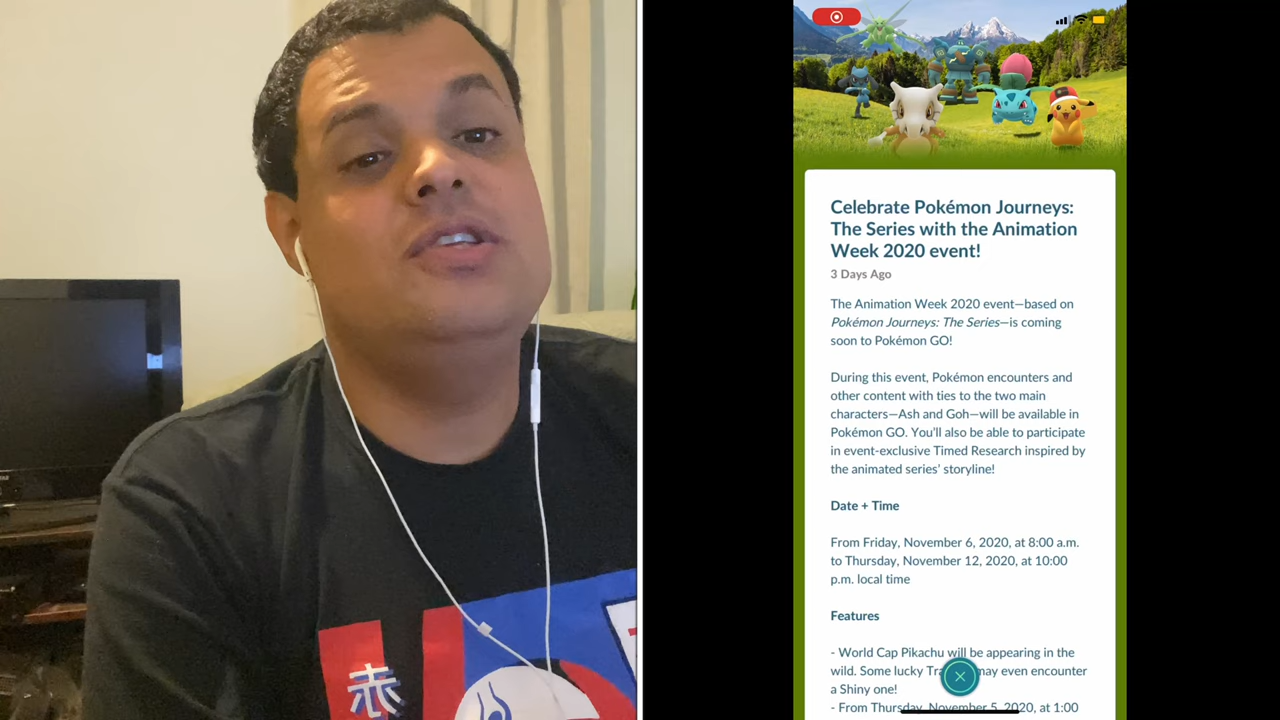 Celebrate Pokémon Journeys:
The Series with the Animation
Week 2020 event!
3 Days Ago
The Animation Week 2020 event—based on
Pokémon Journeys: The Series—is coming
soon to Pokémon GO!
During this event, Pokémon encounters and
other content with ties to the two main
characters—Ash and Goh—will be available in
Pokémon GO. You'll also be able to participate
in event-exclusive Timed Research inspired by
the animated series' storyline!
Date + Time
From Friday, November 6, 2020, at 8:00 a.m.
to Thursday, November 12, 2020, at 10:00
p.m. local time
Features
- World Cap Pikachu will be appearing in the
wild. Some lucky may even encounter
a Shiny one!
- From Thursday, November 5, 2020, at 1:00